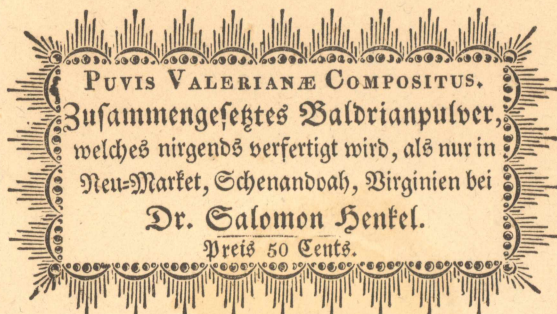 PUVIS VALERIANÆ COMPOSITUS.
Zuſammengeſetztes Baldrianpulver,
welches nirgends verfertigt wird, als nur in
Neu=Market, Schenandoah, Virginien bei
Dr. Salomon Henkel.
Preis 50 Cents.